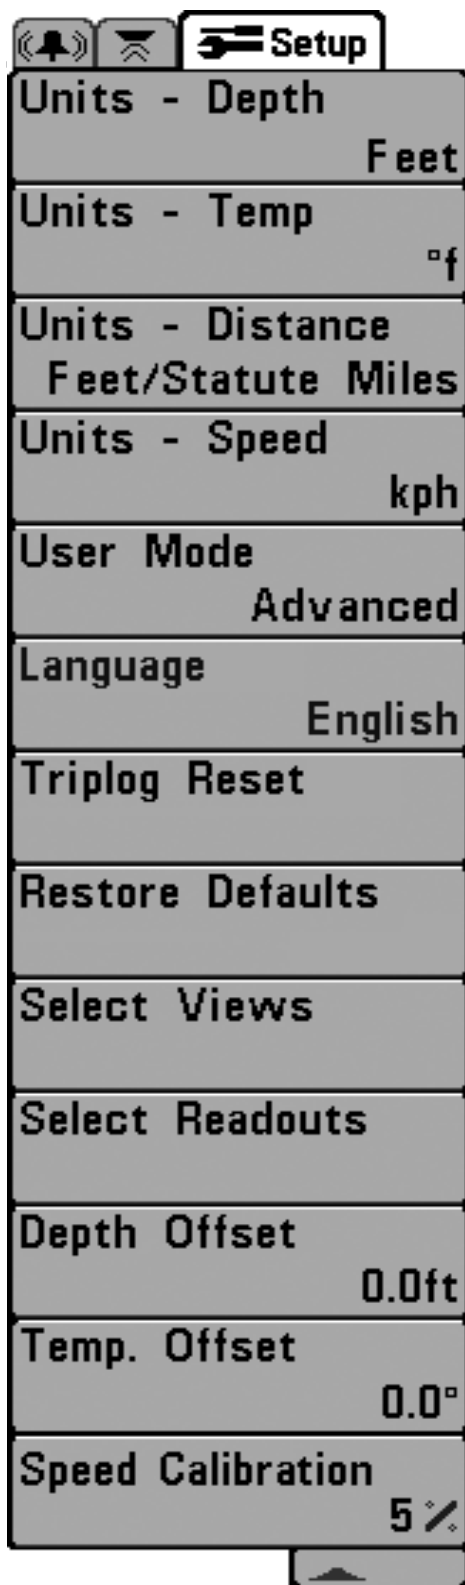 Setup
Units - Depth
Feet
Units - Temp
°f
Units - Distance
Feet/Statute Miles
Units - Speed
kph
User Mode
Advanced
Language
English
Triplog Reset
Restore Defaults
Select Views
Select Readouts
Depth Offset
0.0ft
Temp. Offset
0.0°
Speed Calibration
5 %